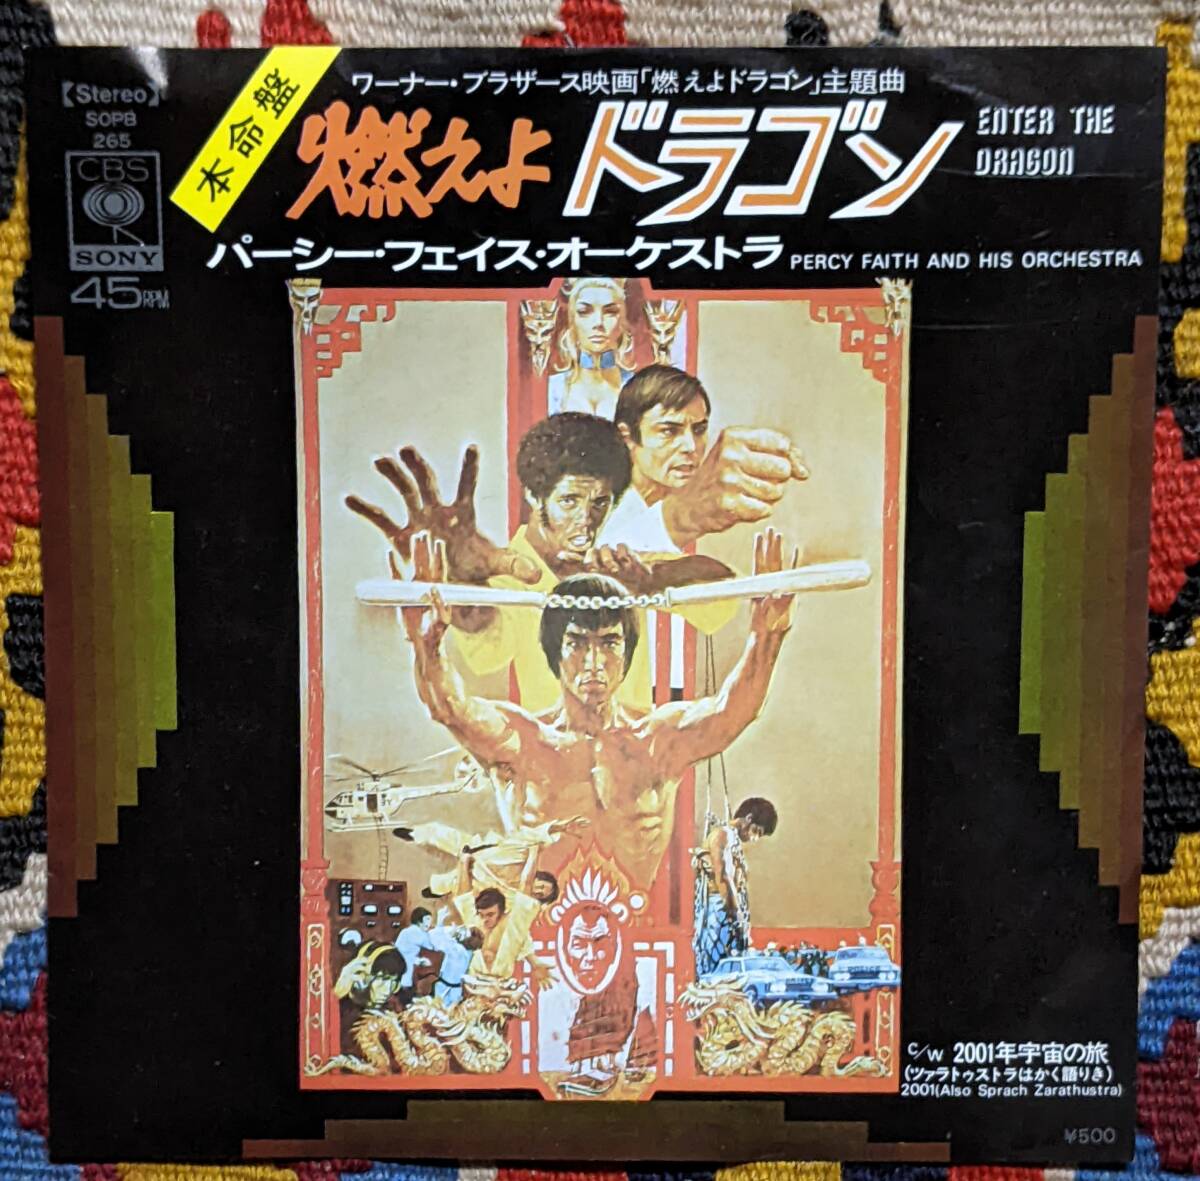 【Stereo】
SOPB
265
CBS
SONY
45RPM
本命盤
ワーナー・ブラザース映画「燃えよドラゴン」主題曲
燃えよドラゴン
ENTER THE
DRAGON
パーシー・フェイス・オーケストラ PERCY FAITH AND HIS ORCHESTRA
POLICE
c/w 2001年宇宙の旅
(ツァラトゥストラはかく語りき)
2001(Also Sprach Zarathustra)
¥500